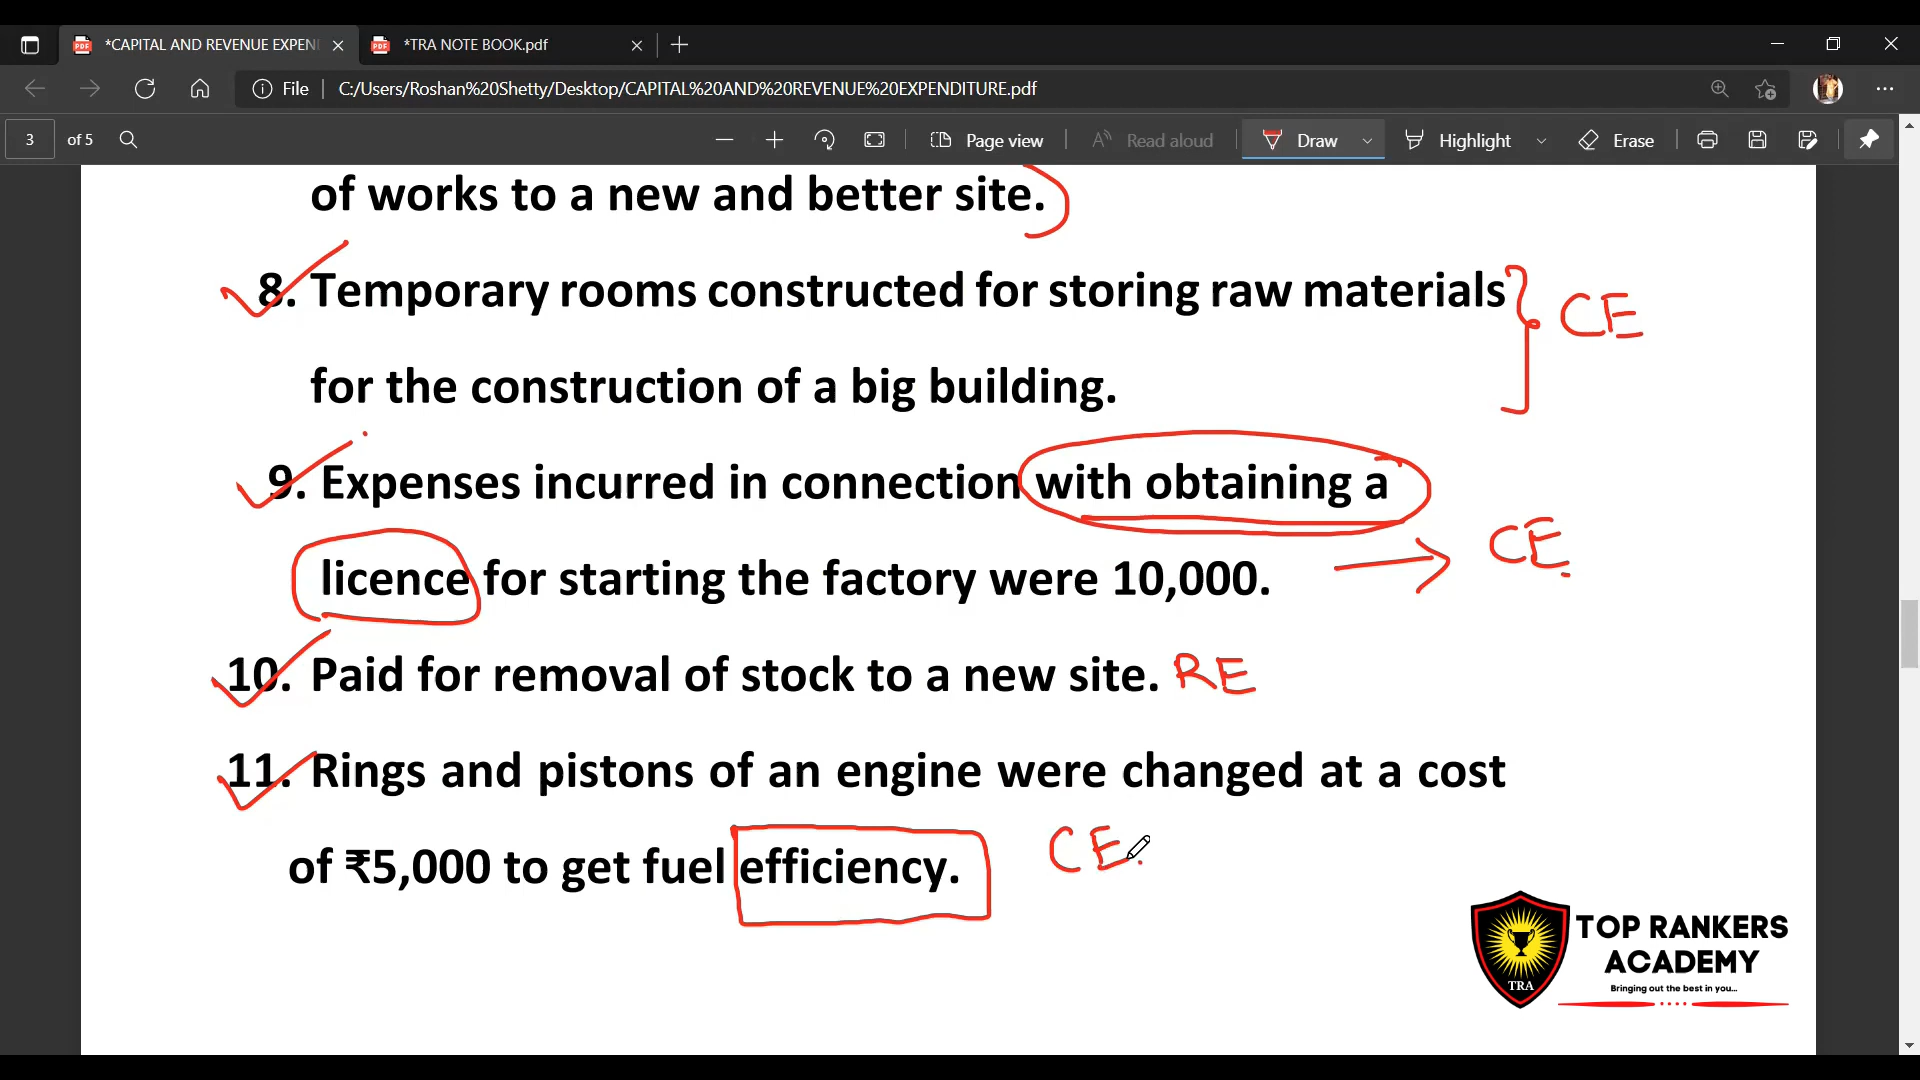 *CAPITAL AND REVENUE EXPEN
*TRA NOTE BOOK.pdf
File
C:/Users/Roshan%20Shetty/Desktop/CAPITAL%20AND%20REVENUE%20EXPENDITURE.pdf
3 of 5
Page view
Read aloud
Draw
Highlight
Erase
of works to a new and better site.
8. Temporary rooms constructed for storing raw materials
for the construction of a big building.
CE
9. Expenses incurred in connection with obtaining a
licence for starting the factory were 10,000.
CE.
10. Paid for removal of stock to a new site. RE
11. Rings and pistons of an engine were changed at a cost
of ₹5,000 to get fuel efficiency. CE.
TOP RANKERS
ACADEMY
Bringing out the best in you...
TRA